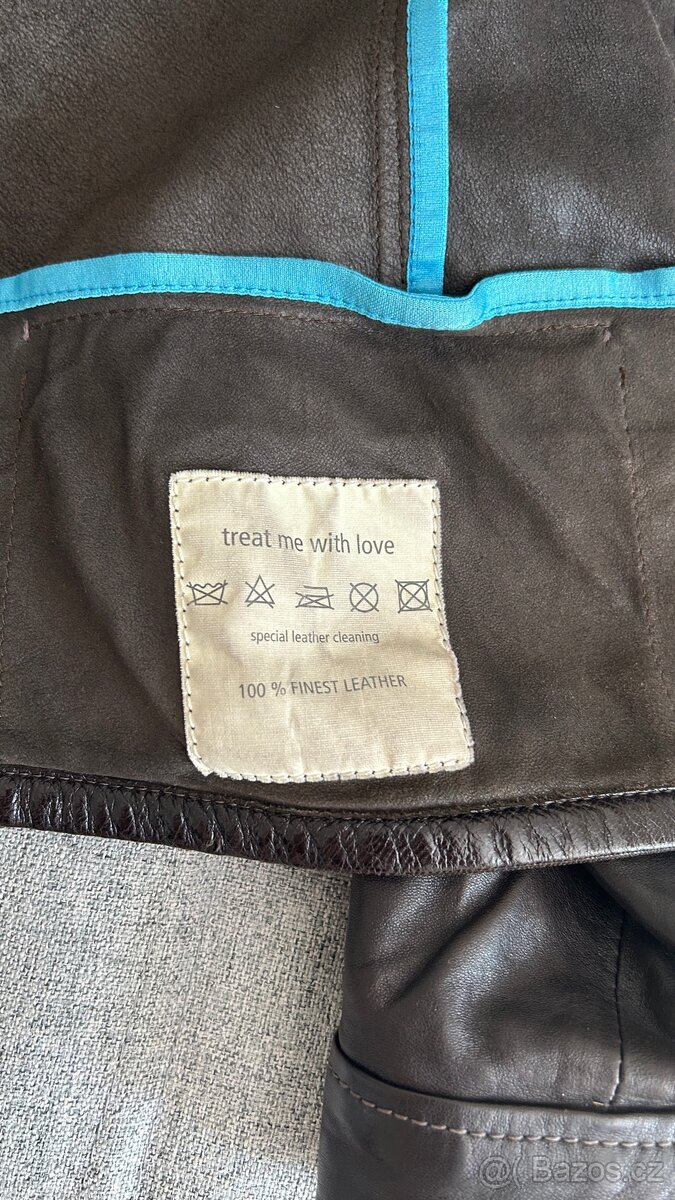 treat me with love
special leather cleaning
100 % FINEST LEATHER
Bazos.cz